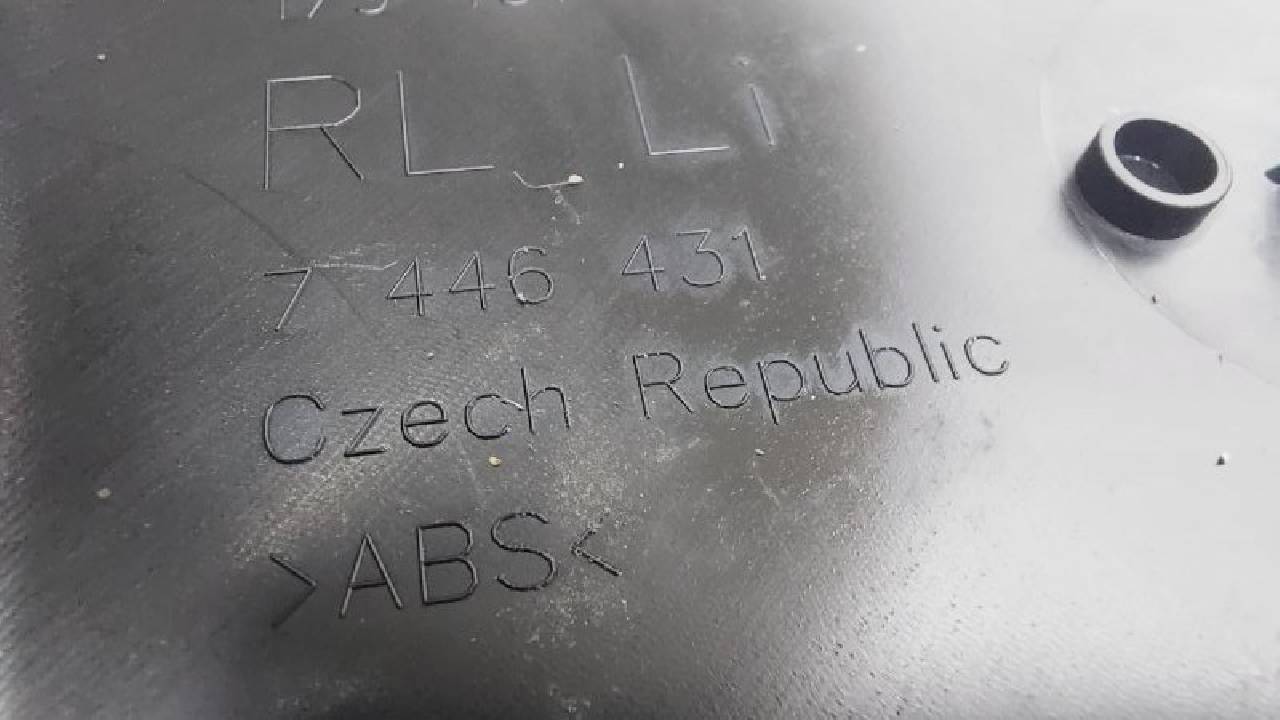 RL Li
7 446 431
Czech Republic
>ABS<